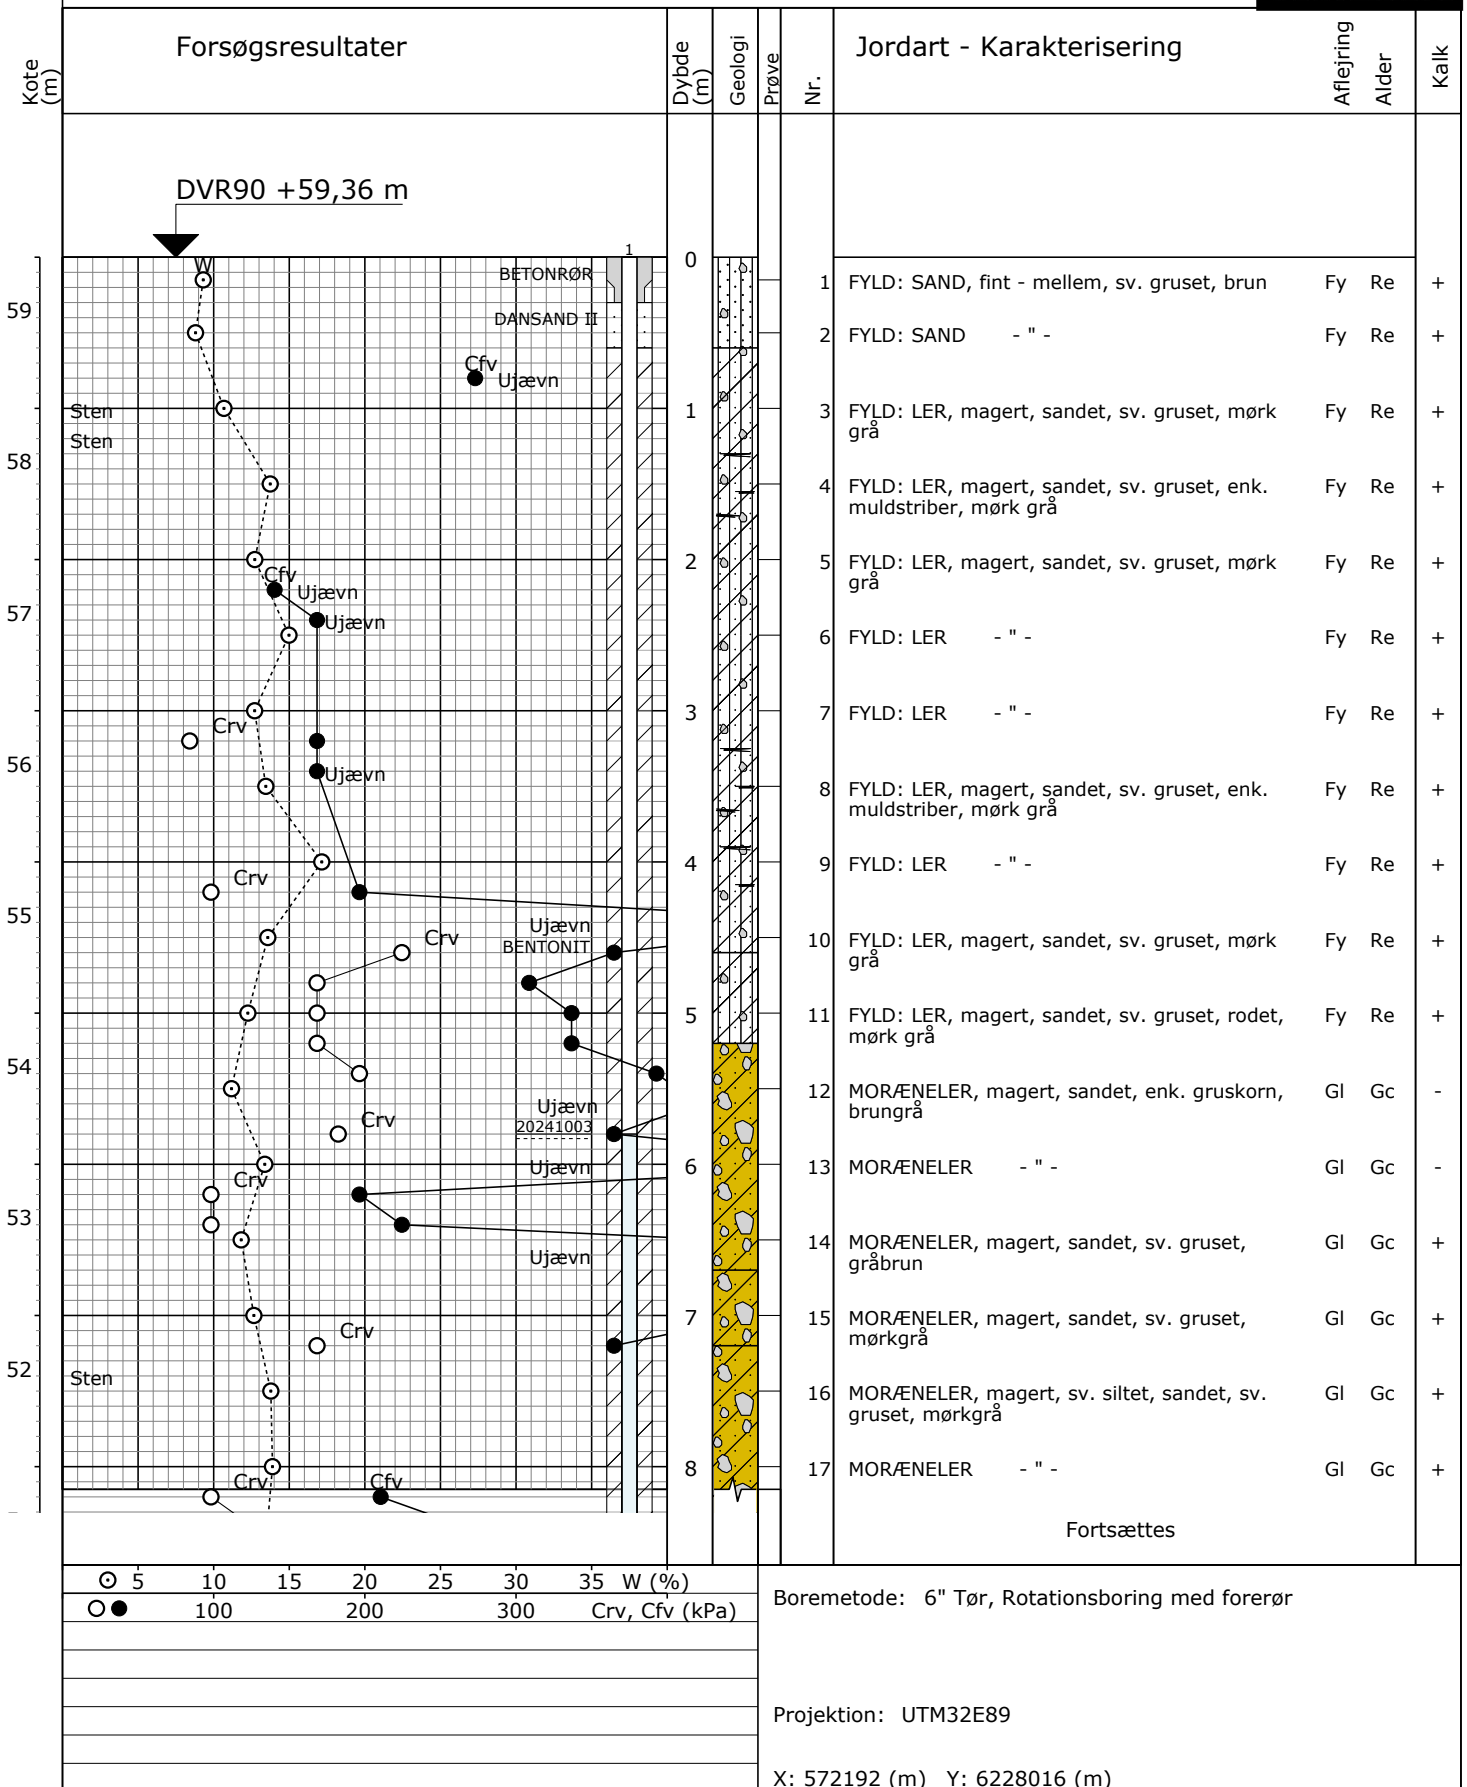 Kote (m)
Forsøgsresultater
Dybde (m)
Geologi
Prøve
Nr.
Jordart - Karakterisering
Aflejring
Alder
Kalk
DVR90 +59,36 m
W
1
BETONRØR
0
1 FYLD: SAND, fint - mellem, sv. gruset, brun Fy Re +
59
DANSAND II
2 FYLD: SAND - " - Fy Re +
Cfv
Ujævn
Sten
1
3 FYLD: LER, magert, sandet, sv. gruset, mørk Fy Re +
grå
Sten
58
4 FYLD: LER, magert, sandet, sv. gruset, enk. Fy Re +
muldstriber, mørk grå
2
5 FYLD: LER, magert, sandet, sv. gruset, mørk Fy Re +
grå
Cfv
Ujævn
57
Ujævn
6 FYLD: LER - " - Fy Re +
3
7 FYLD: LER - " - Fy Re +
Crv
56
Ujævn
8 FYLD: LER, magert, sandet, sv. gruset, enk. Fy Re +
muldstriber, mørk grå
4
9 FYLD: LER - " - Fy Re +
Crv
55
Ujævn
Crv
BENTONIT
10 FYLD: LER, magert, sandet, sv. gruset, mørk Fy Re +
grå
5
11 FYLD: LER, magert, sandet, sv. gruset, rodet, Fy Re +
mørk grå
54
12 MORÆNELER, magert, sandet, enk. gruskorn, Gl Gc -
brungrå
Ujævn
Crv
20241003
Ujævn
6
13 MORÆNELER - " - Gl Gc -
Crv
53
14 MORÆNELER, magert, sandet, sv. gruset, Gl Gc +
gråbrun
Ujævn
7
15 MORÆNELER, magert, sandet, sv. gruset, Gl Gc +
mørkgrå
Crv
52
Sten
16 MORÆNELER, magert, sv. siltet, sandet, sv. Gl Gc +
gruset, mørkgrå
8
17 MORÆNELER - " - Gl Gc +
Crv
Cfv
Fortsættes
5 10 15 20 25 30 35 W (%)
100 200 300 Crv, Cfv (kPa)
Boremetode: 6" Tør, Rotationsboring med forerør
Projektion: UTM32E89
X: 572192 (m) Y: 6228016 (m)